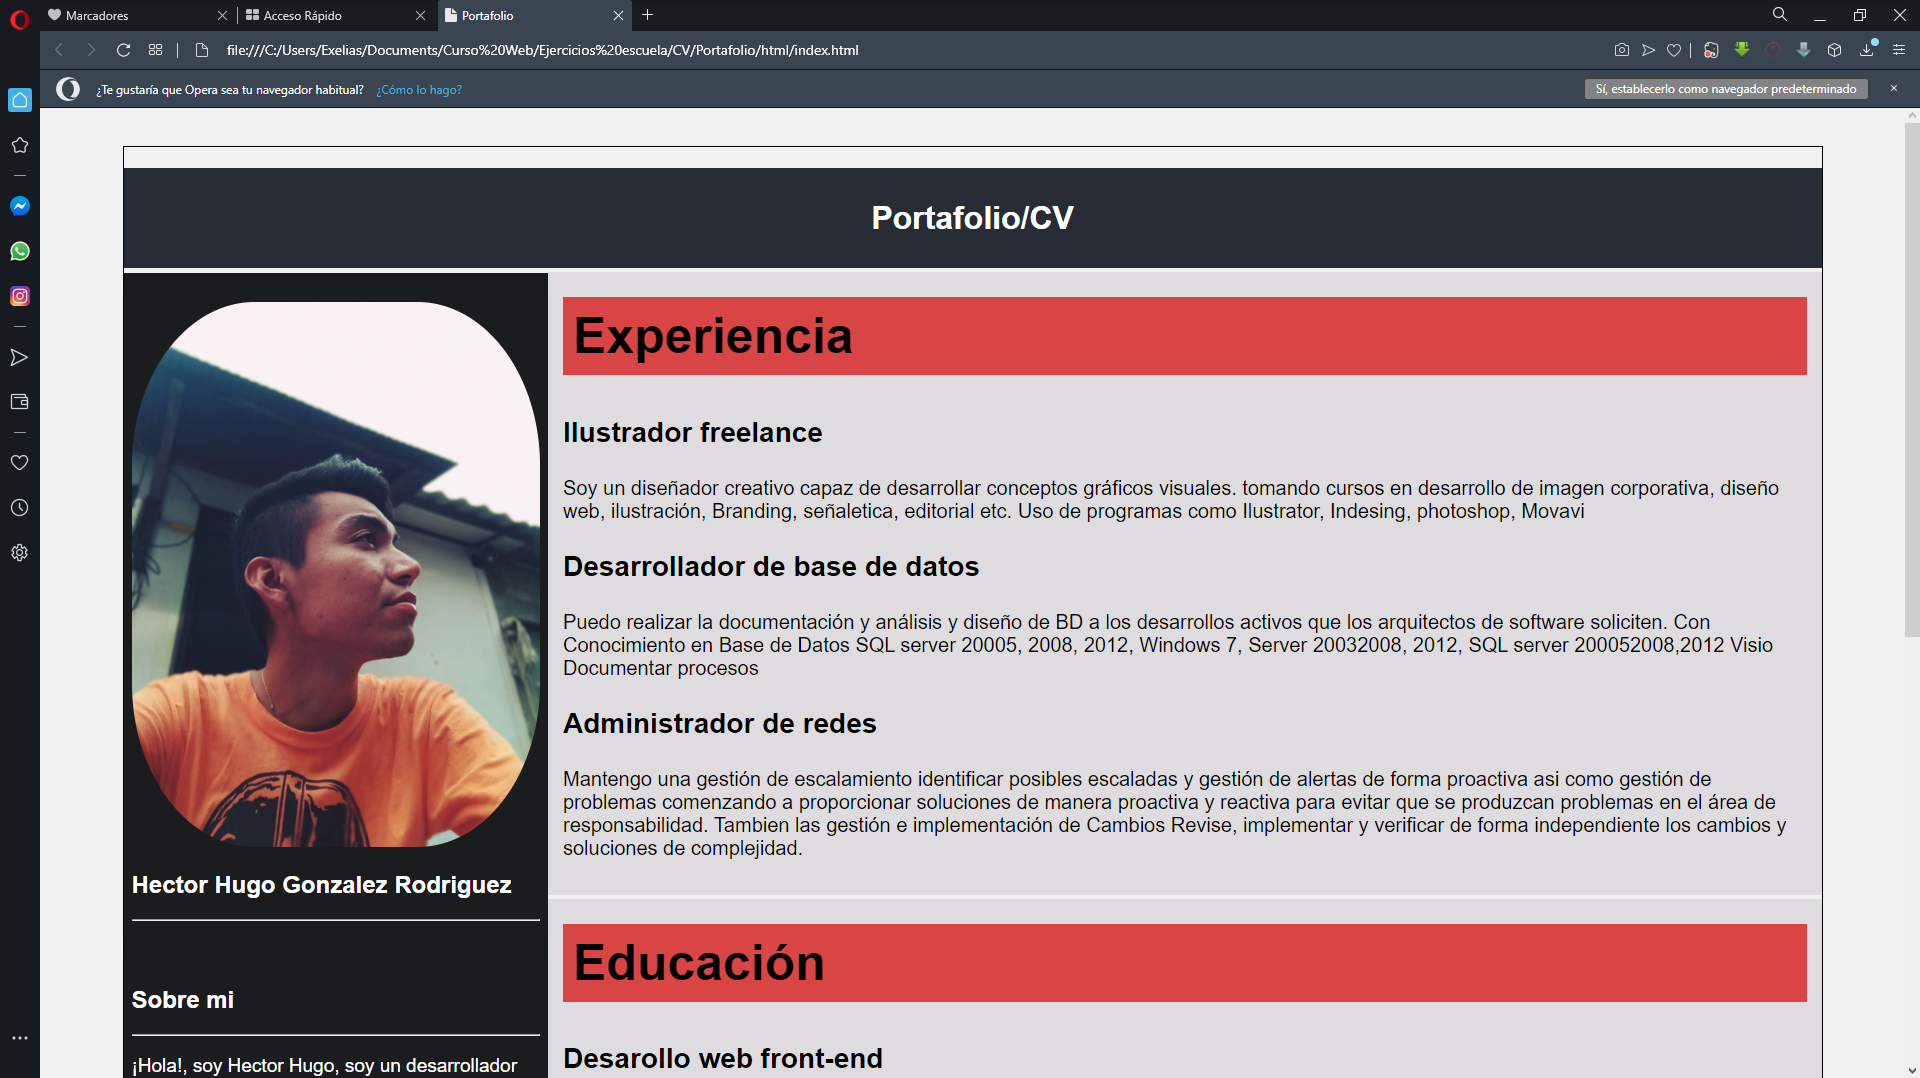 Marcadores
Acceso Rápido
Portafolio
file:///C:/Users/Exelias/Documents/Curso%20Web/Ejercicios%20escuela/CV/Portafolio/html/index.html
¿Te gustaría que Opera sea tu navegador habitual? ¿Cómo lo hago?
Sí, establecerlo como navegador predeterminado
Portafolio/CV
Hector Hugo Gonzalez Rodriguez
Sobre mi
¡Hola!, soy Hector Hugo, soy un desarrollador
Experiencia
Ilustrador freelance
Soy un diseñador creativo capaz de desarrollar conceptos gráficos visuales. tomando cursos en desarrollo de imagen corporativa, diseño
web, ilustración, Branding, señaletica, editorial etc. Uso de programas como Ilustrator, Indesing, photoshop, Movavi
Desarrollador de base de datos
Puedo realizar la documentación y análisis y diseño de BD a los desarrollos activos que los arquitectos de software soliciten. Con
Conocimiento en Base de Datos SQL server 20005, 2008, 2012, Windows 7, Server 20032008, 2012, SQL server 200052008,2012 Visio
Documentar procesos
Administrador de redes
Mantengo una gestión de escalamiento identificar posibles escaladas y gestión de alertas de forma proactiva asi como gestión de
problemas comenzando a proporcionar soluciones de manera proactiva y reactiva para evitar que se produzcan problemas en el área de
responsabilidad. Tambien las gestión e implementación de Cambios Revise, implementar y verificar de forma independiente los cambios y
soluciones de complejidad.
Educación
Desarollo web front-end